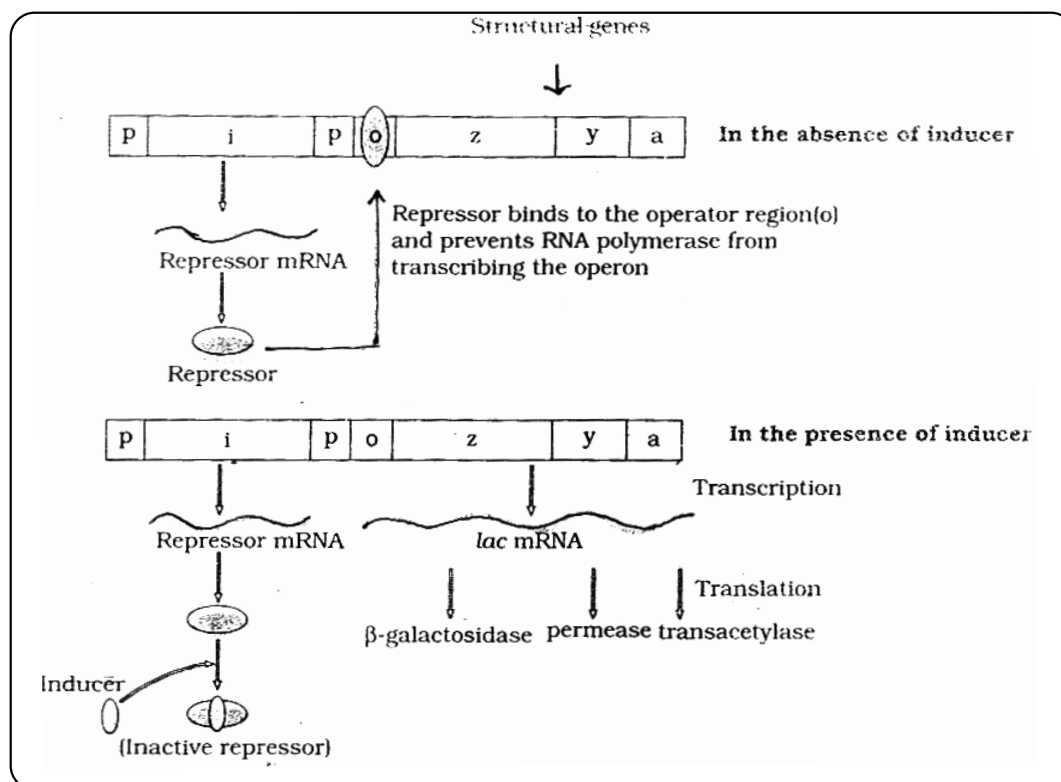 Structural genes
p i p o z y a In the absence of inducer
Repressor binds to the operator region(o)
and prevents RNA polymerase from
transcribing the operon
Repressor mRNA
Repressor
p i p o z y a In the presence of inducer
Transcription
Repressor mRNA lac mRNA
Translation
β-galactosidase permease transacetylase
Inducer
(Inactive repressor)